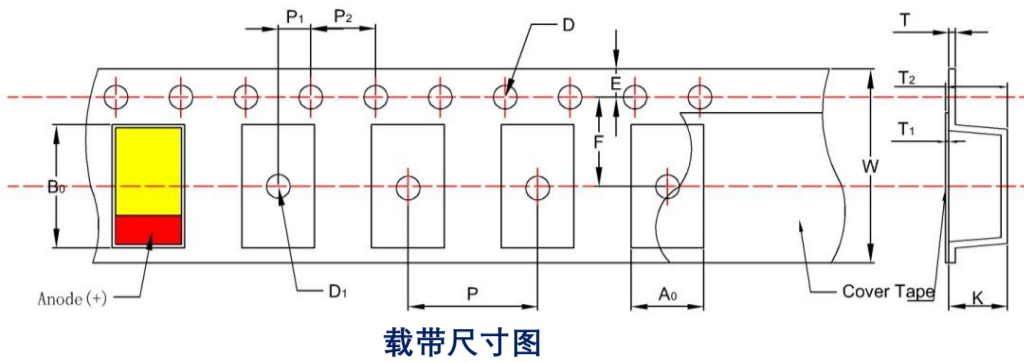 P₁ P₂ D T
E T₂
F T₁
B₀ W
Anode(+) D₁ P A₀ Cover Tape K
载带尺寸图